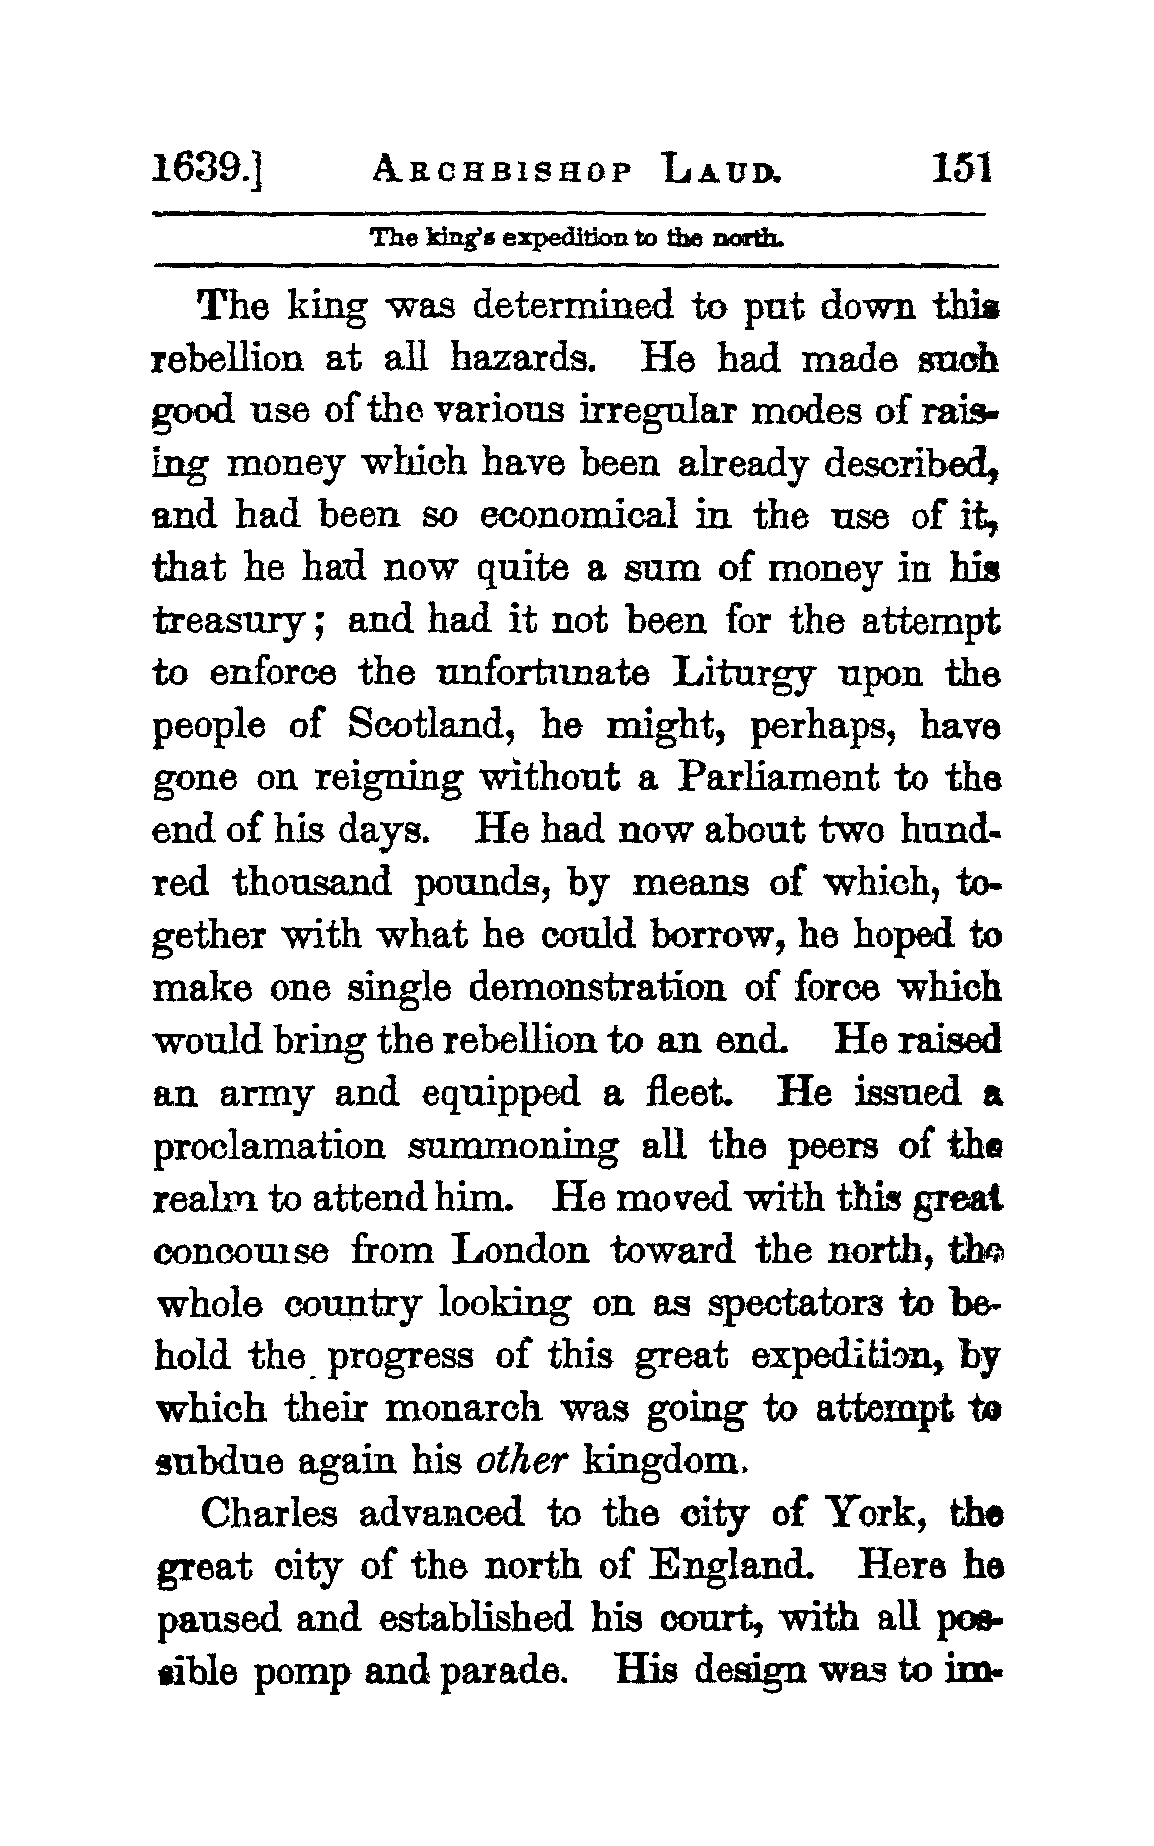 1639.] ARCHBISHOP LAUD. 151
The king's expedition to the north.
The king was determined to put down this
rebellion at all hazards. He had made such
good use of the various irregular modes of rais-
ing money which have been already described,
and had been so economical in the use of it,
that he had now quite a sum of money in his
treasury; and had it not been for the attempt
to enforce the unfortunate Liturgy upon the
people of Scotland, he might, perhaps, have
gone on reigning without a Parliament to the
end of his days. He had now about two hund-
red thousand pounds, by means of which, to-
gether with what he could borrow, he hoped to
make one single demonstration of force which
would bring the rebellion to an end. He raised
an army and equipped a fleet. He issued a
proclamation summoning all the peers of the
realm to attend him. He moved with this great
concourse from London toward the north, the
whole country looking on as spectators to be-
hold the progress of this great expedition, by
which their monarch was going to attempt to
subdue again his other kingdom.
Charles advanced to the city of York, the
great city of the north of England. Here he
paused and established his court, with all pos-
sible pomp and parade. His design was to im-